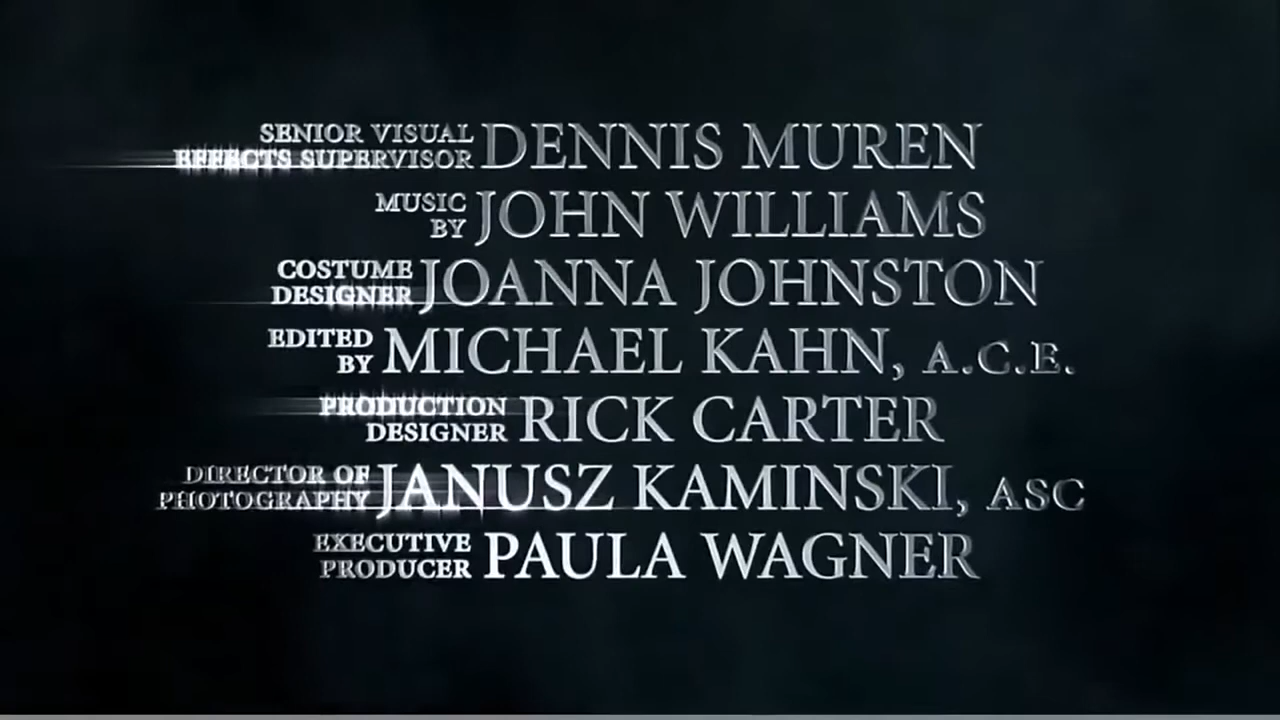 SENIOR VISUAL
EFFECTS SUPERVISOR DENNIS MUREN
MUSIC
BY JOHN WILLIAMS
COSTUME
DESIGNER JOANNA JOHNSTON
EDITED
BY MICHAEL KAHN, A.C.E.
PRODUCTION
DESIGNER RICK CARTER
DIRECTOR OF
PHOTOGRAPHY JANUSZ KAMINSKI, ASC
EXECUTIVE
PRODUCER PAULA WAGNER